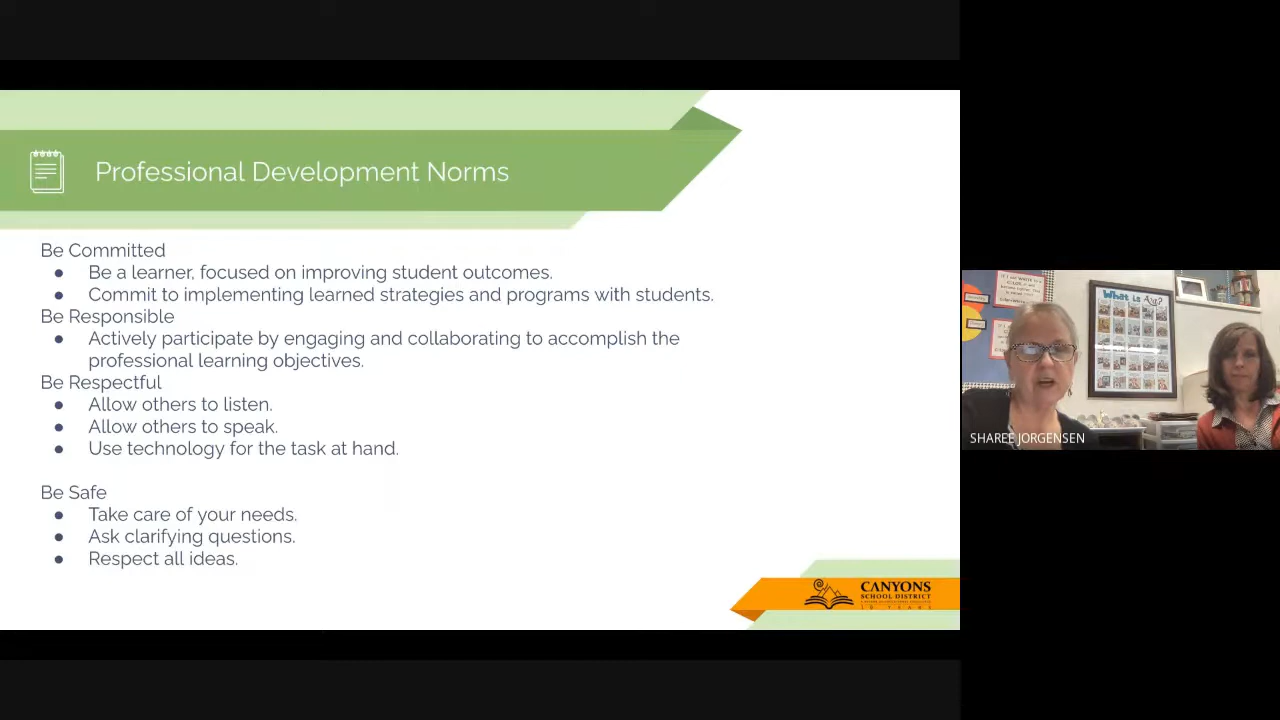 Professional Development Norms
Be Committed
● Be a learner, focused on improving student outcomes.
● Commit to implementing learned strategies and programs with students.
Be Responsible
● Actively participate by engaging and collaborating to accomplish the
professional learning objectives.
Be Respectful
● Allow others to listen.
● Allow others to speak.
● Use technology for the task at hand.
Be Safe
● Take care of your needs.
● Ask clarifying questions.
● Respect all ideas.
CANYONS
SCHOOL DISTRICT
10 YEARS
What is Art?
SHAREE JORGENSEN